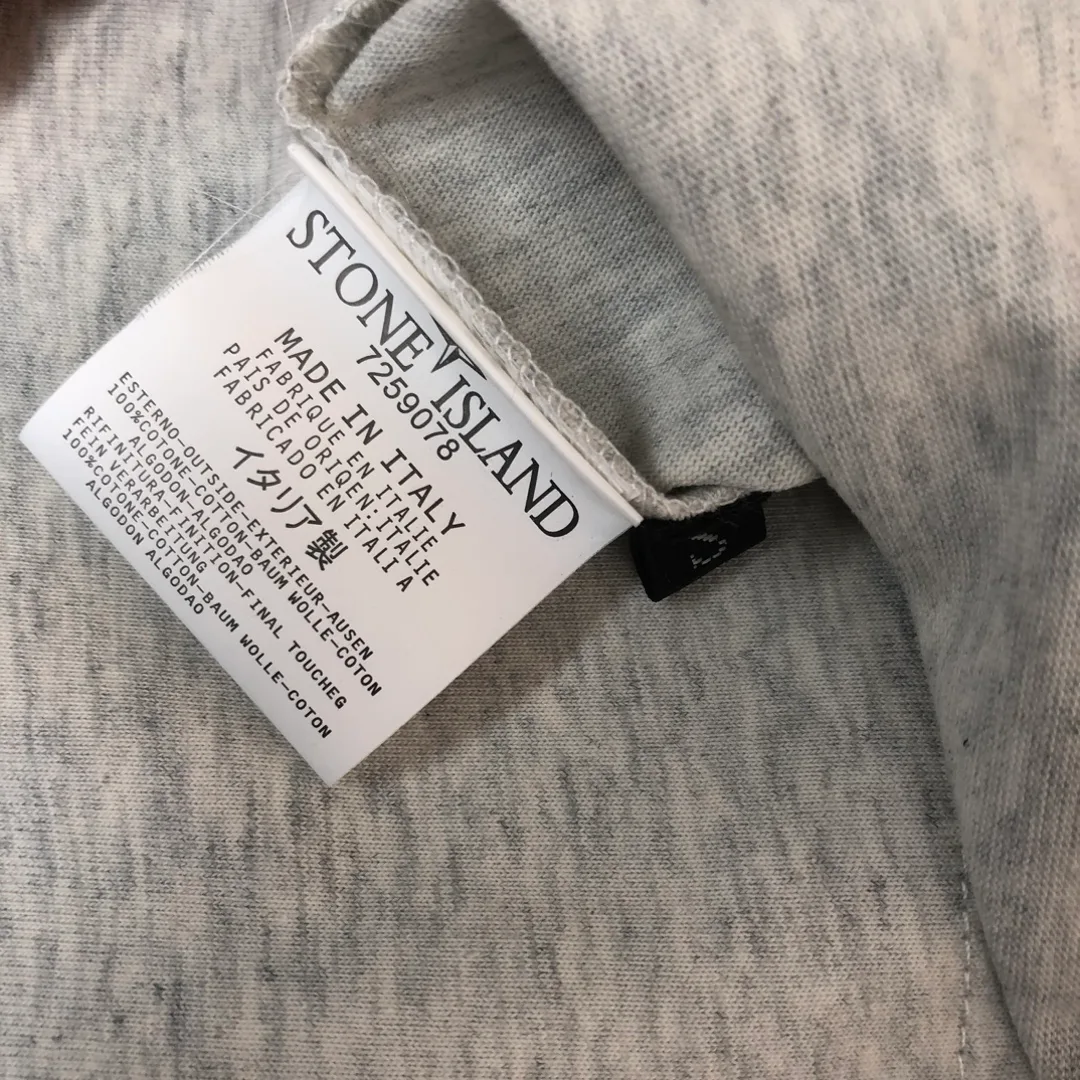 STONE ISLAND
7259078
MADE IN ITALY
FABRIQUE EN ITALIE
PAIS DE ORIQEN:ITALIE
FABRICADO EN ITALI A
イタリア製
ESTERNO-OUTSIDE-EXTERIEUR-AUSEN
100%COTONE-COTTON-BAUM WOLLE-COTON
ALGODON-ALGODAO
RIFINITURA-FINITION-FINAL TOUCHEG
FEIN VERARBEITUNG
100%COTONE-COTTON-BAUM WOLLE-COTON
ALGODON ALGODAO